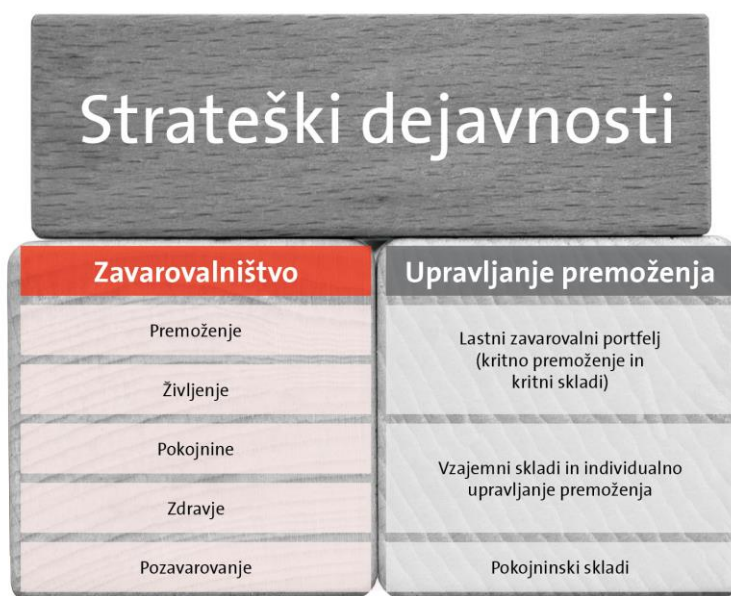 Strateški dejavnosti
Zavarovalništvo
Premoženje
Življenje
Pokojnine
Zdravje
Pozavarovanje
Upravljanje premoženja
Lastni zavarovalni portfelj
(kritno premoženje in
kritni skladi)
Vzajemni skladi in individualno
upravljanje premoženja
Pokojninski skladi